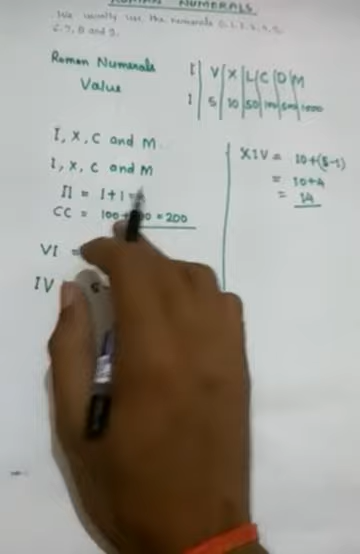 ROMAN NUMERALS
We usually use the numerals 0, 1, 2, 3, 4, 5,
6, 7, 8 and 9.
Roman Numerals I V X L C D M
Value 1 5 10 50 100 500 1000
I, X, C and M
I, X, C and M
II = 1+1
CC = 100+ = 200
VI =
IV
XIV = 10+(5-1)
= 10+4
= 14